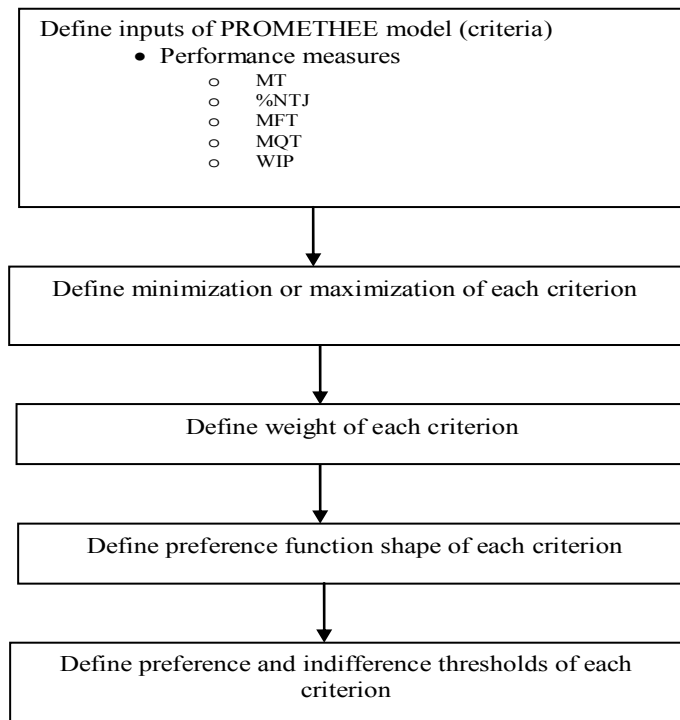 Define inputs of PROMETHEE model (criteria)
• Performance measures
o MT
o %NTJ
o MFT
o MQT
o WIP
Define minimization or maximization of each criterion
Define weight of each criterion
Define preference function shape of each criterion
Define preference and indifference thresholds of each
criterion